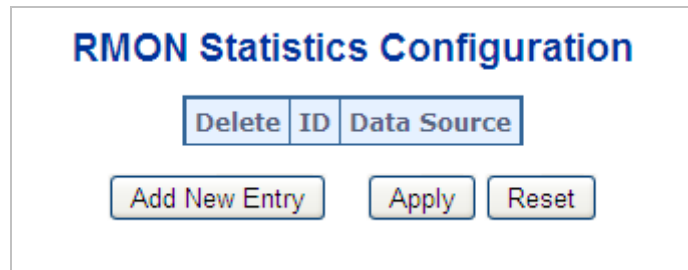 RMON Statistics Configuration
Delete ID Data Source
Add New Entry Apply Reset